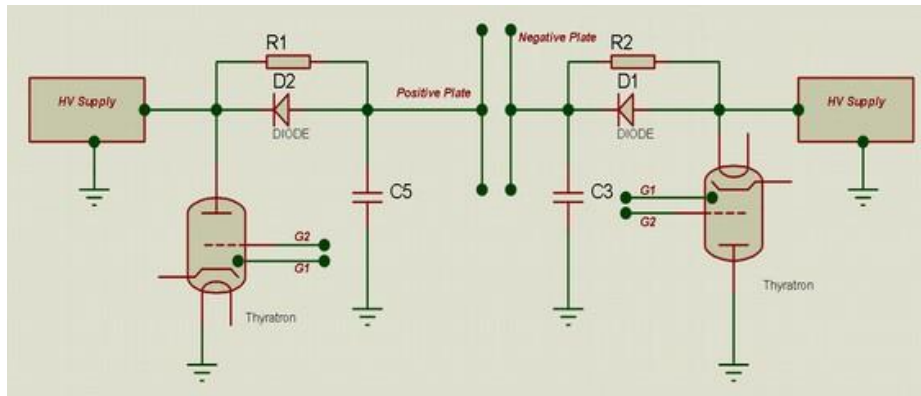 R1
R2
Negative Plate
HV Supply
D2
Positive Plate
D1
HV Supply
DIODE
DIODE
C5
C3
G1
G2
G2
G1
Thyratron
Thyratron